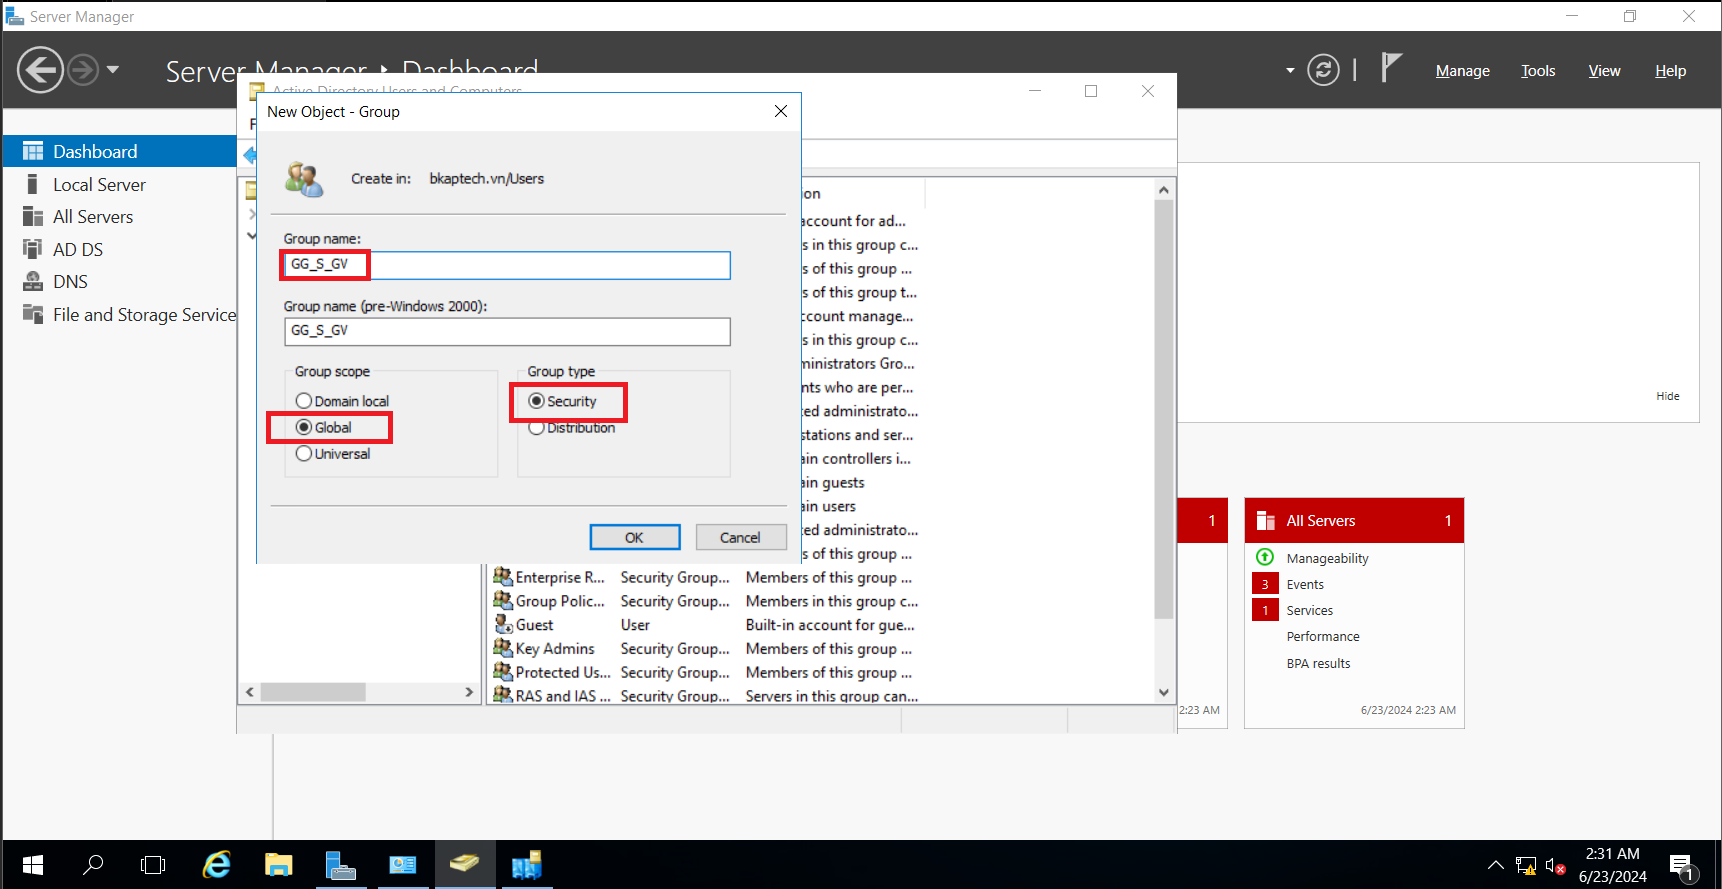 Server Manager
Server Manager ‣ Dashboard
Manage
Tools
View
Help
Active Directory Users and Computers
New Object - Group
Dashboard
Local Server
All Servers
AD DS
DNS
File and Storage Service
Create in: bkaptech.vn/Users
Group name:
GG_S_GV
Group name (pre-Windows 2000):
GG_S_GV
Group scope
Domain local
Global
Universal
Group type
Security
Distribution
OK
Cancel
on
account for ad...
s in this group c...
s of this group ...
s of this group t...
ccount manage...
s in this group c...
ministrators Gro...
nts who are per...
ed administrato...
stations and ser...
ain controllers i...
ain guests
ain users
ed administrato...
s of this group ...
Enterprise R... Security Group... Members of this group ...
Group Polic... Security Group... Members in this group c...
Guest User Built-in account for gue...
Key Admins Security Group... Members of this group ...
Protected Us... Security Group... Members of this group ...
RAS and IAS ... Security Group... Servers in this group can...
Hide
1
2:23 AM
All Servers 1
Manageability
3 Events
1 Services
Performance
BPA results
6/23/2024 2:23 AM
2:31 AM
6/23/2024
1